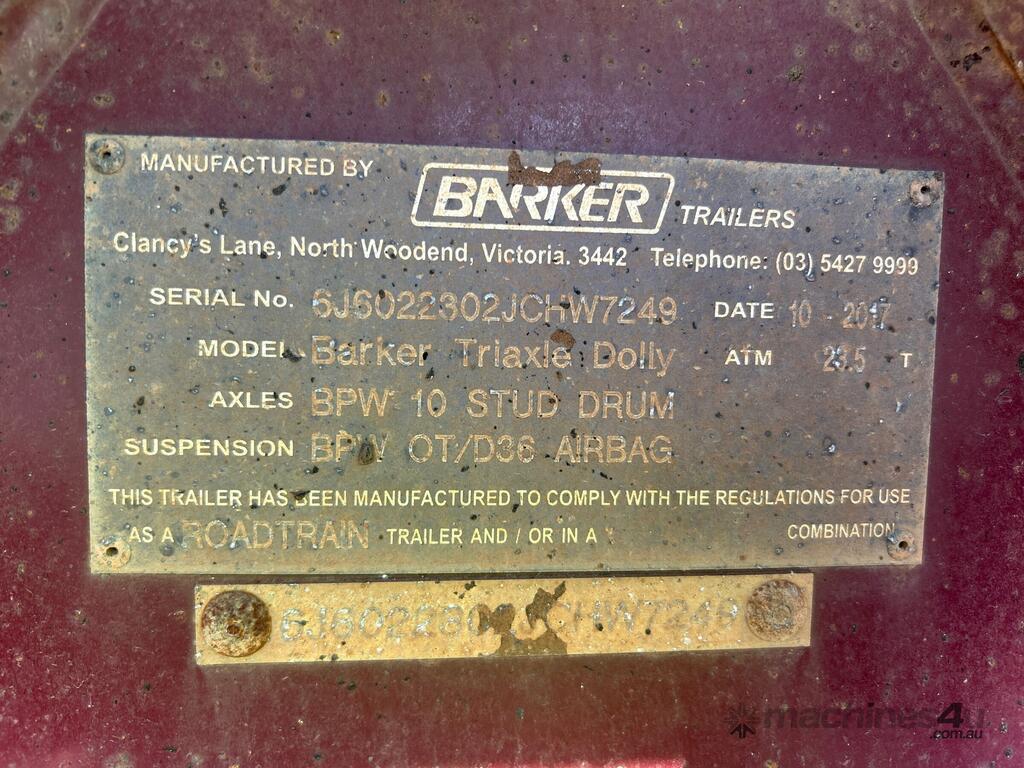 MANUFACTURED BY BARKER TRAILERS
Clancy's Lane, North Woodend, Victoria. 3442 Telephone: (03) 5427 9999
SERIAL No. 6J6022302JCHW7249 DATE 10 - 2017
MODEL Barker Triaxle Dolly ATM 23.5 T
AXLES BPW 10 STUD DRUM
SUSPENSION BPW OT/D36 AIRBAG
THIS TRAILER HAS BEEN MANUFACTURED TO COMPLY WITH THE REGULATIONS FOR USE
AS A ROADTRAIN TRAILER AND / OR IN A COMBINATION
6J6022302JCHW7249
machines4u
.com.au